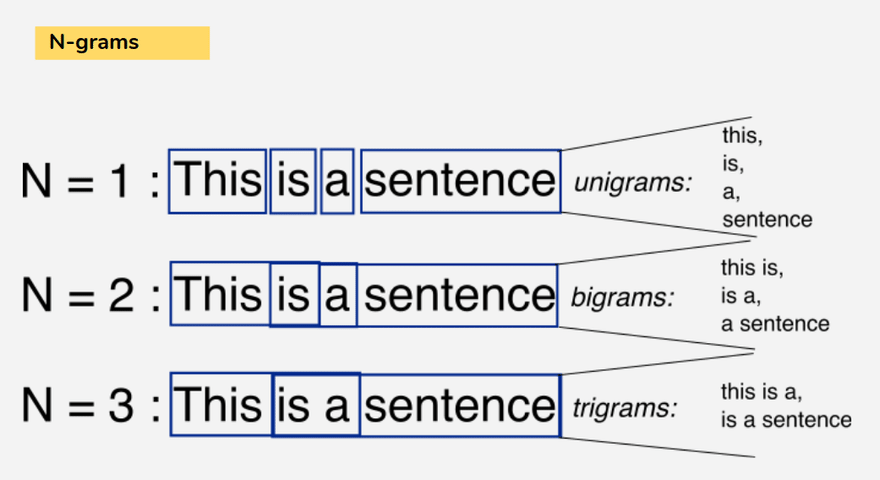 N-grams
N = 1 : This is a sentence unigrams:
this,
is,
a,
sentence
N = 2 : This is a sentence bigrams:
this is,
is a,
a sentence
N = 3 : This is a sentence trigrams:
this is a,
is a sentence